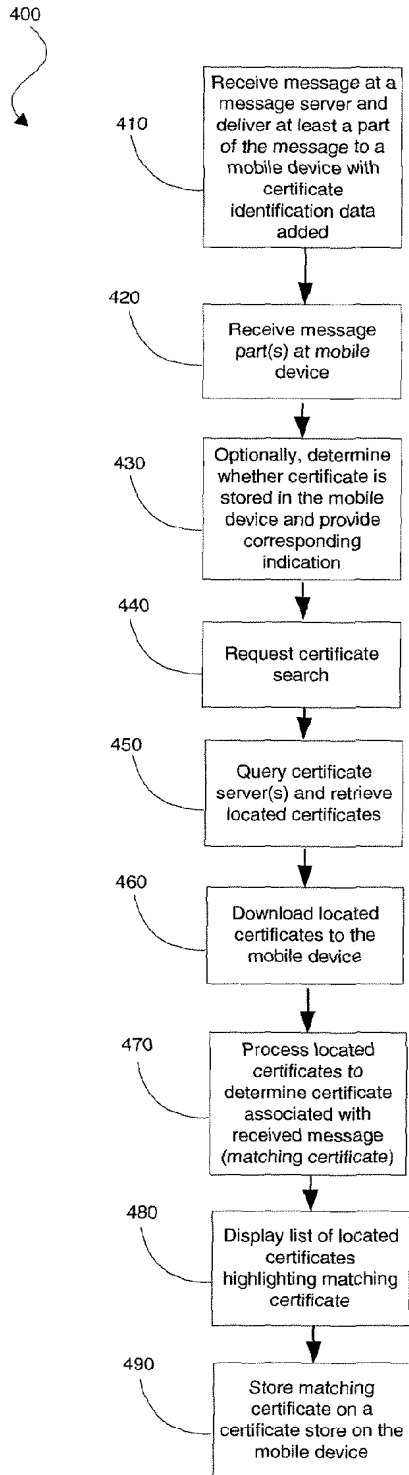 400
410
Receive message at a
message server and
deliver at least a part
of the message to a
mobile device with
certificate
identification data
added
420
Receive message
part(s) at mobile
device
430
Optionally, determine
whether certificate is
stored in the mobile
device and provide
corresponding
indication
440
Request certificate
search
450
Query certificate
server(s) and retrieve
located certificates
460
Download located
certificates to the
mobile device
470
Process located
certificates to
determine certificate
associated with
received message
(matching certificate)
480
Display list of located
certificates
highlighting matching
certificate
490
Store matching
certificate on a
certificate store on the
mobile device